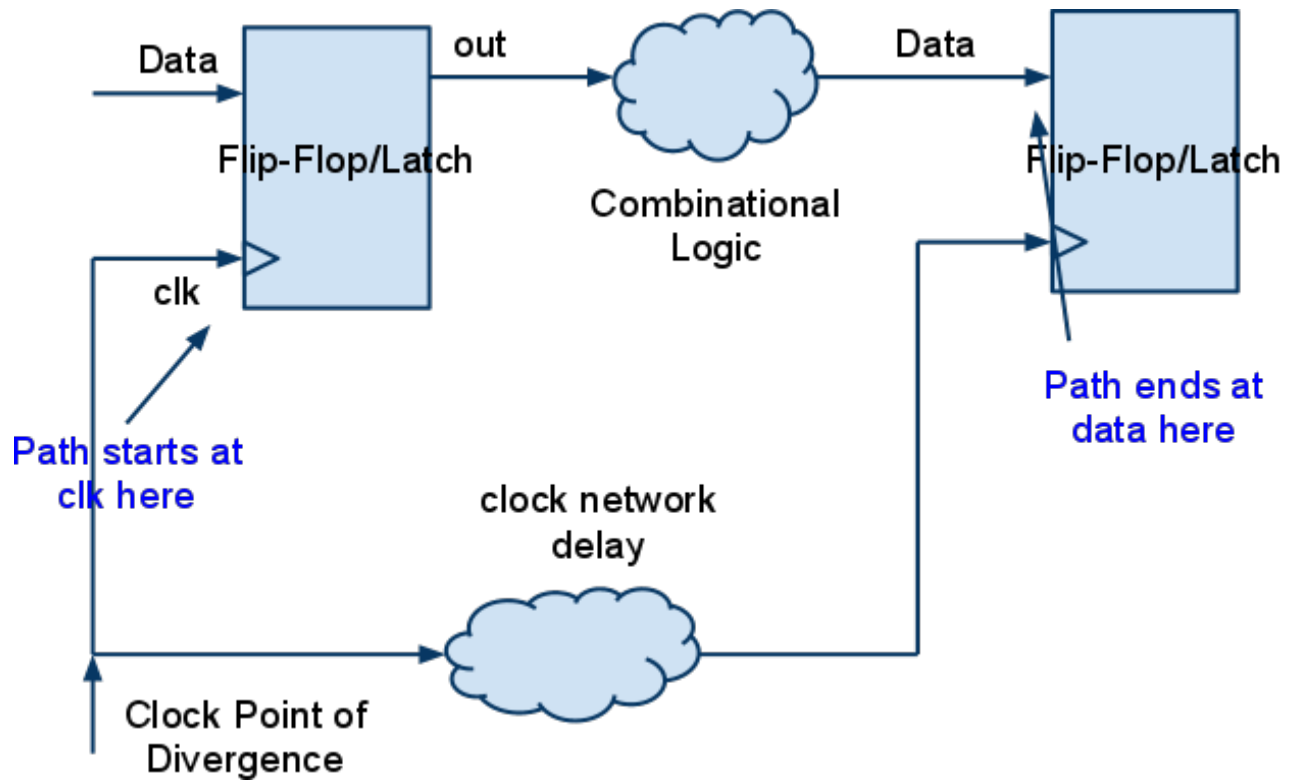 Data
out
Data
Flip-Flop/Latch
Flip-Flop/Latch
Combinational
Logic
clk
Path starts at
clk here
Path ends at
data here
clock network
delay
Clock Point of
Divergence